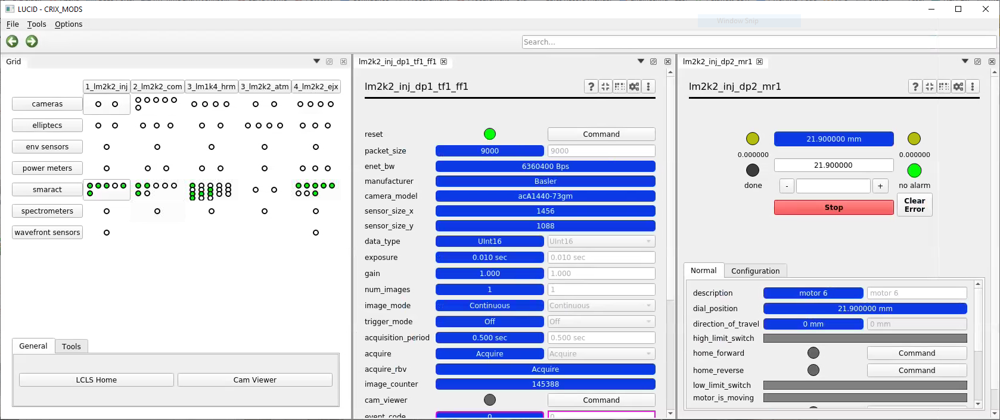 LUCID - CRIX_MODS
File Tools Options
Window Snip
Search...
Grid
1_lm2k2_inj 2_lm2k2_com 3_lm1k4_hrm 3_lm2k2_atm 4_lm2k2_ejx
cameras
elliptecs
env sensors
power meters
smaract
spectrometers
wavefront sensors
General Tools
LCLS Home Cam Viewer
lm2k2_inj_dp1_tf1_ff1
lm2k2_inj_dp1_tf1_ff1 ?
reset Command
packet_size 9000 9000
enet_bw 6360400 Bps
manufacturer Basler
camera_model acA1440-73gm
sensor_size_x 1456
sensor_size_y 1088
data_type UInt16 UInt16
exposure 0.010 sec 0.010 sec
gain 1.000 1.000
num_images 1 1
image_mode Continuous Continuous
trigger_mode Off Off
acquisition_period 0.500 sec 0.500 sec
acquire Acquire Acquire
acquire_rbv Acquire
image_counter 145388
cam_viewer Command
event_code 0 0
lm2k2_inj_dp2_mr1
lm2k2_inj_dp2_mr1 ?
21.900000 mm
0.000000 0.000000
21.900000
done - + no alarm
Stop Clear
Error
Normal Configuration
description motor 6 motor 6
dial_position 21.900000 mm
direction_of_travel 0 mm 0 mm
high_limit_switch
home_forward Command
home_reverse Command
low_limit_switch
motor_is_moving